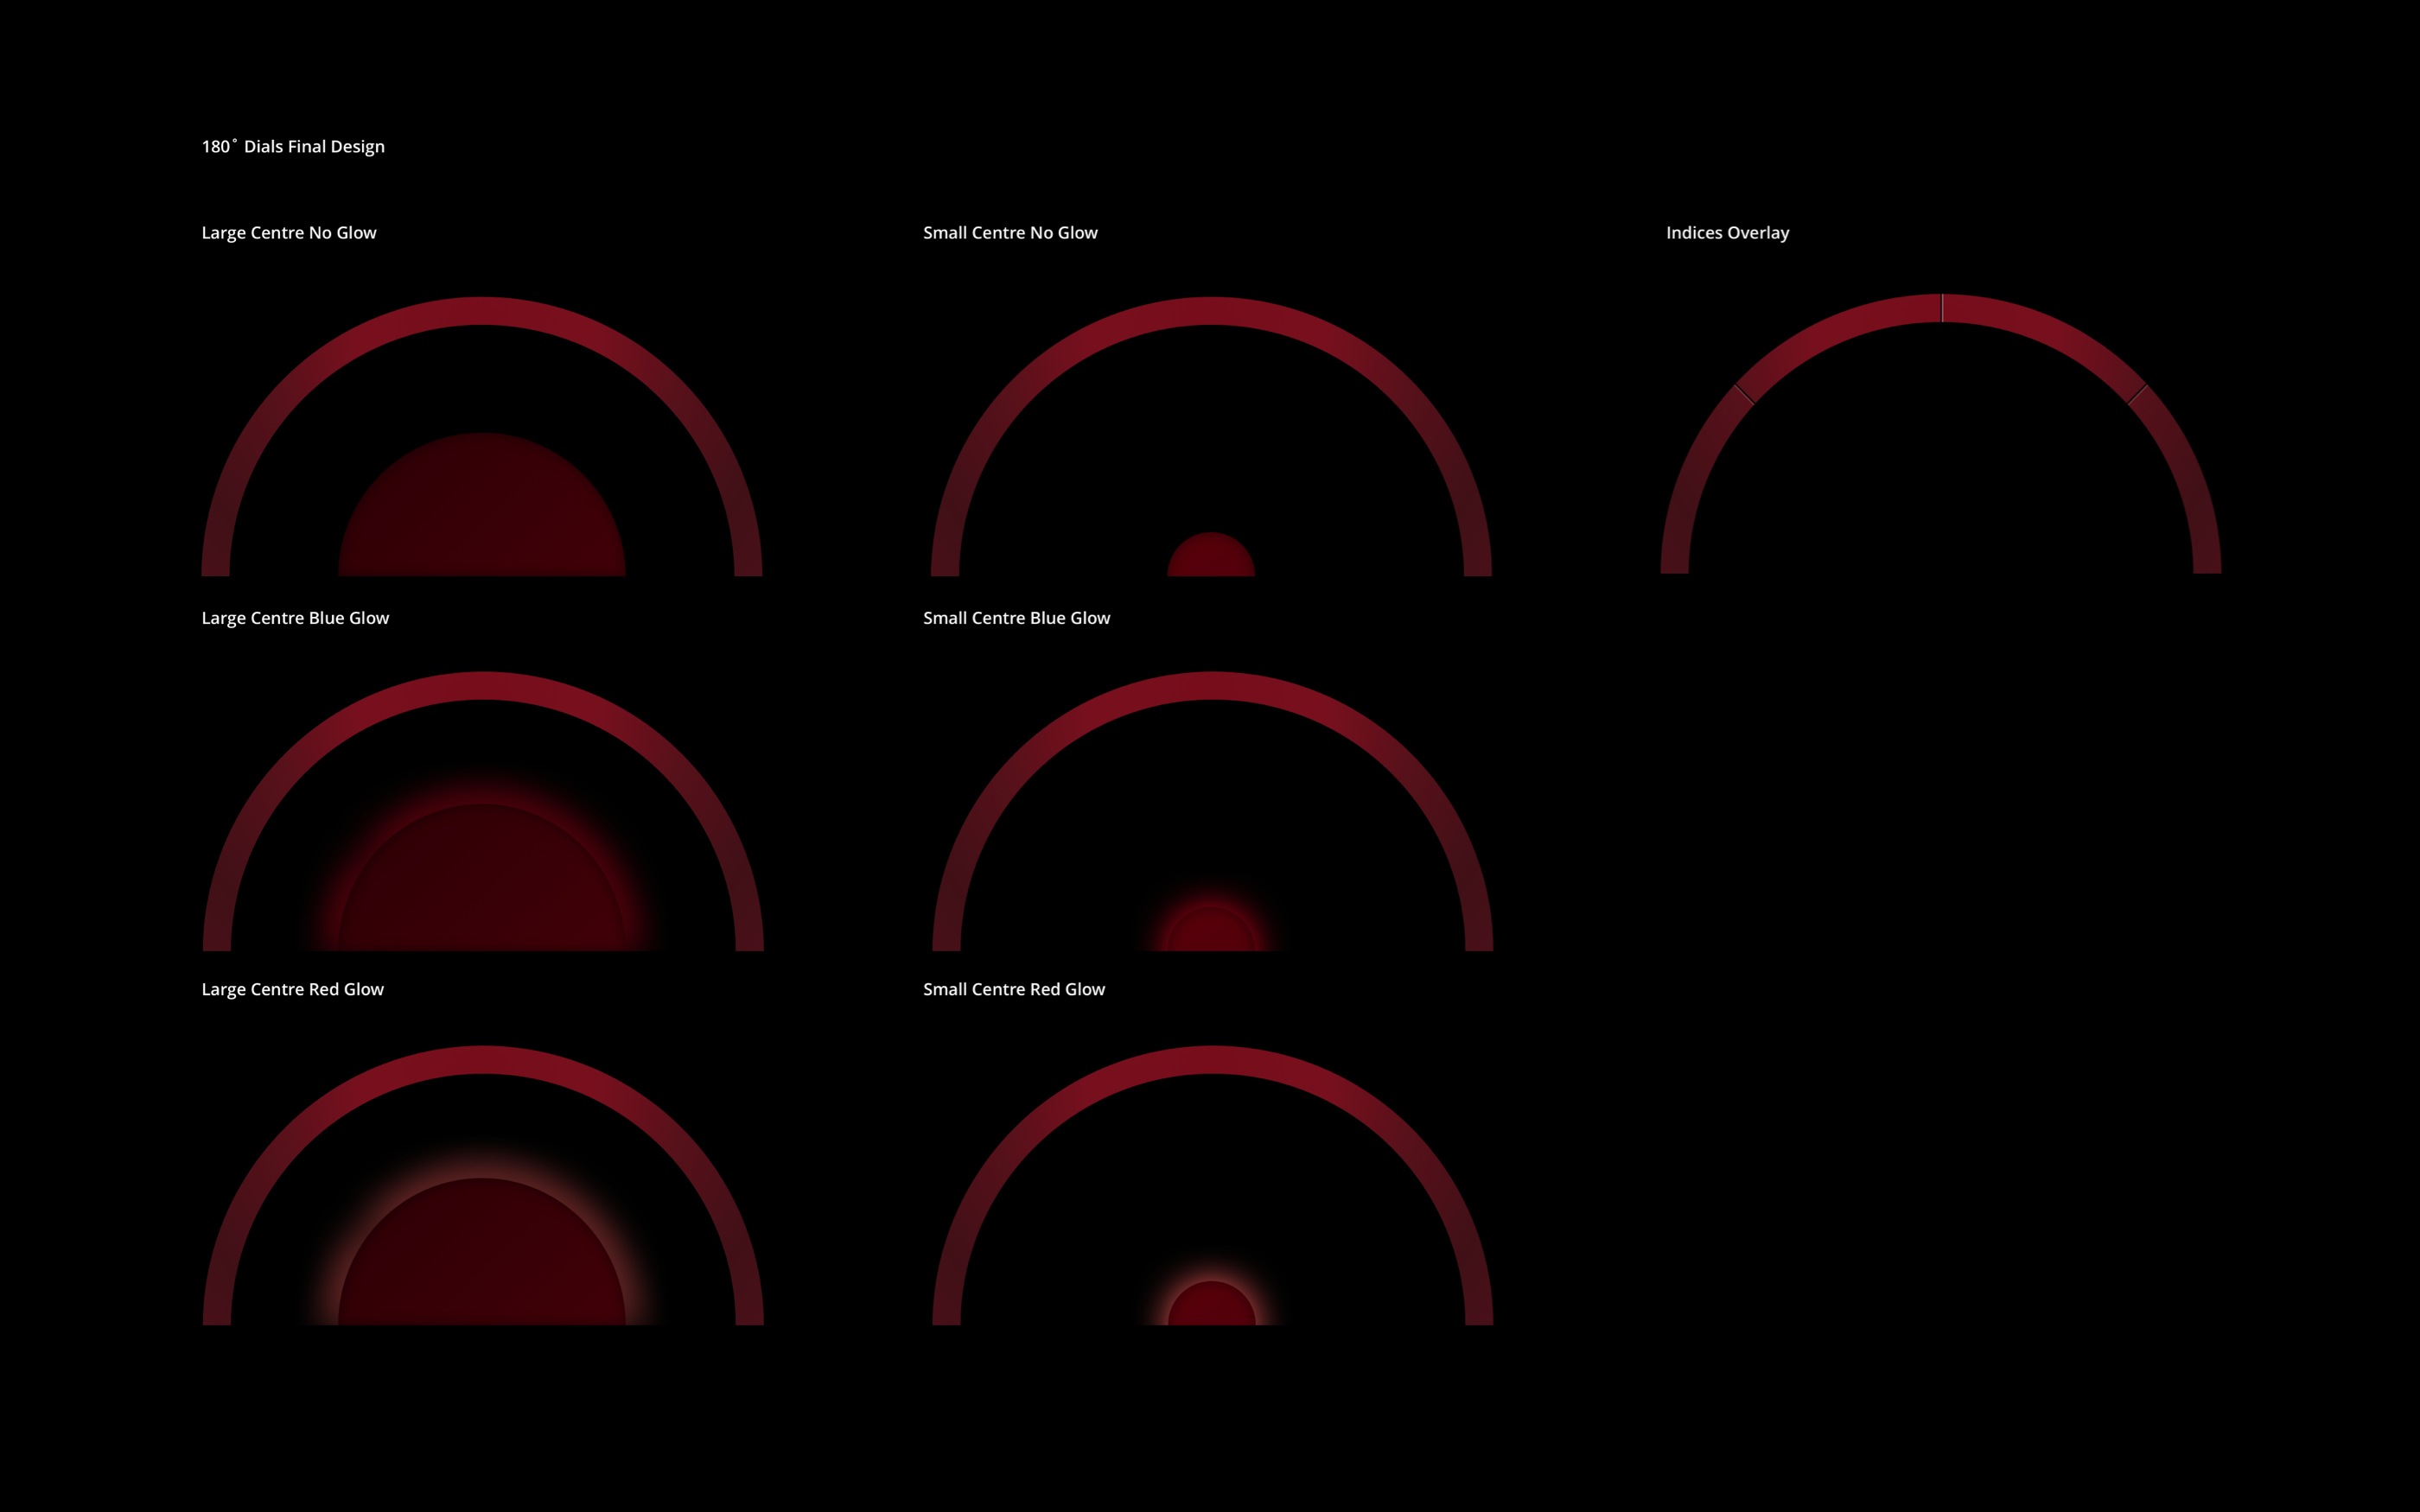 180˚ Dials Final Design
Large Centre No Glow
Small Centre No Glow
Indices Overlay
Large Centre Blue Glow
Small Centre Blue Glow
Large Centre Red Glow
Small Centre Red Glow